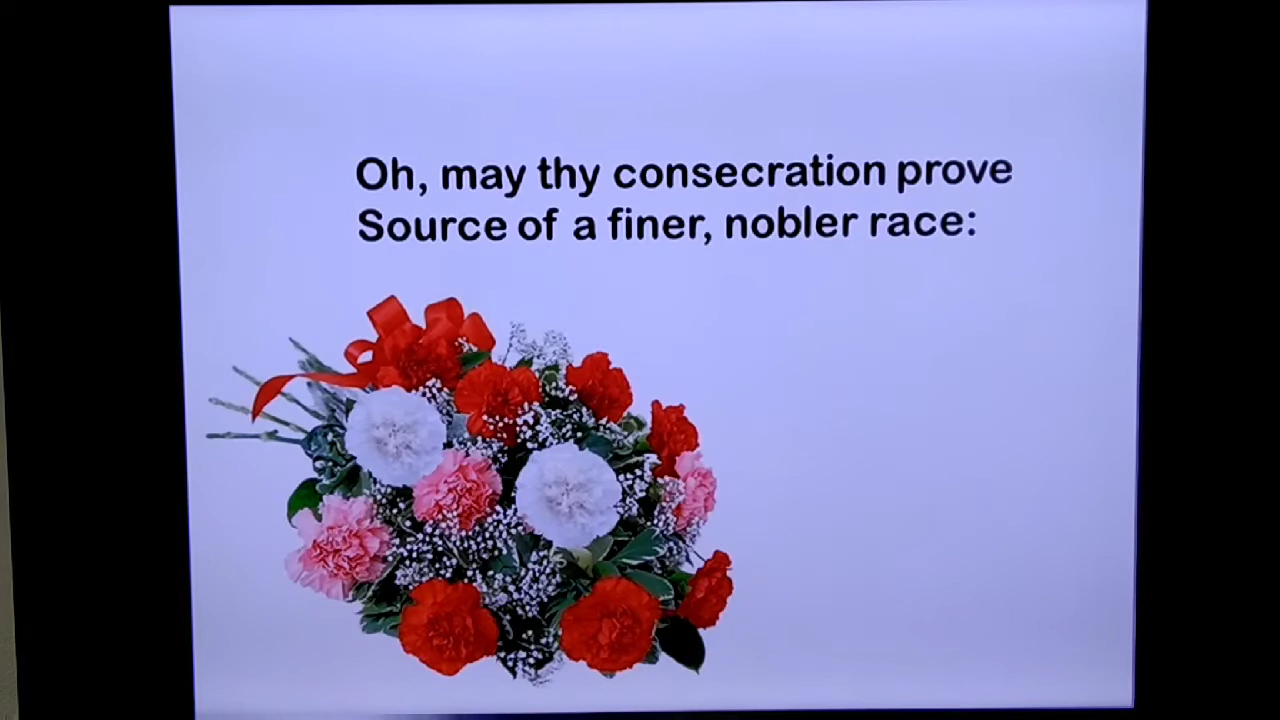 Oh, may thy consecration prove
Source of a finer, nobler race: